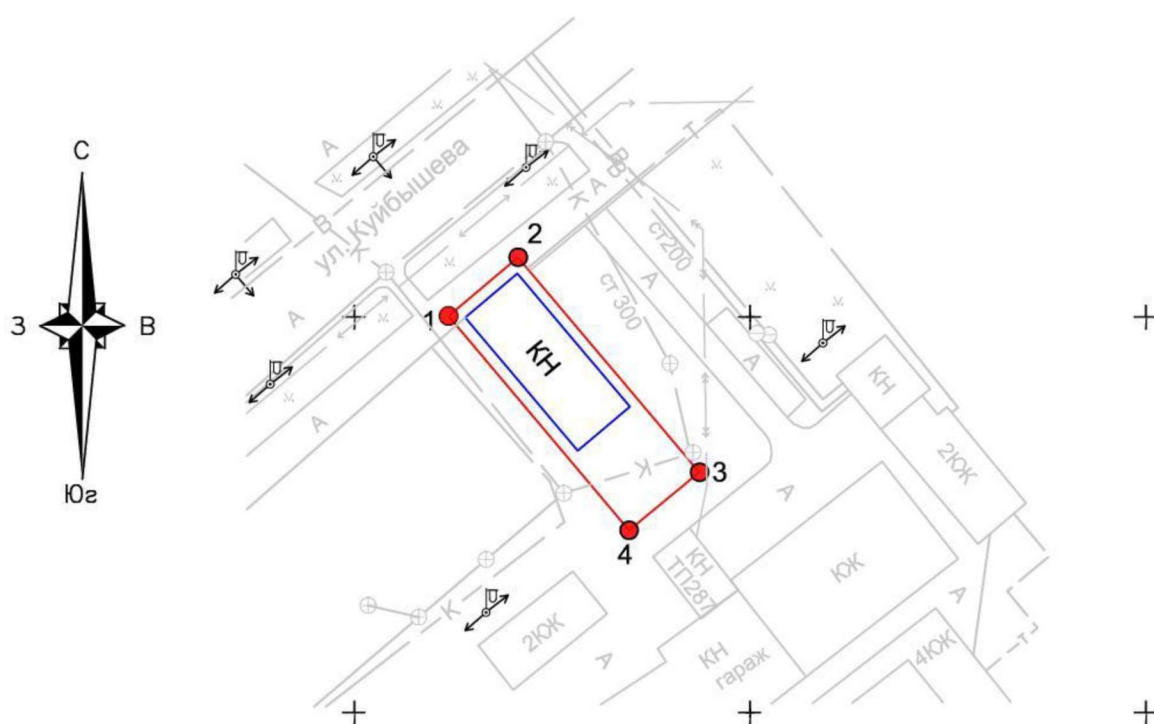 С
З
В
Юг
ул. Куйбышева
А
В
К
А
А
В
В
К
А
Т
ст200
ст 300
А
А
1
2
3
4
КН
К
К
А
КН
2КЖ
КЖ
КН
ТП287
КН
гараж
2КЖ
А
4КЖ
А
т